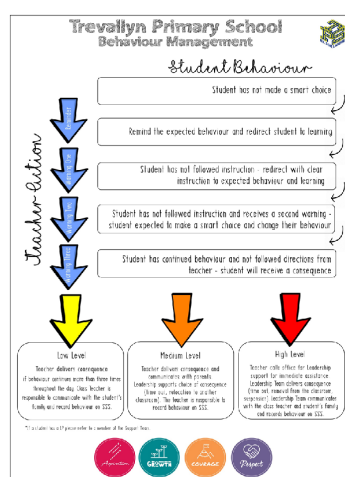 Trevallyn Primary School
Behaviour Management
Student Behaviour
Teacher Action
Student has not made a smart choice
Remind the expected behaviour and redirect student to learning
Student has not followed instruction - redirect with clear
instruction to expected behaviour and learning
Student has not followed instruction and receives a second warning -
student expected to make a smart choice and change their behaviour
Student has continued behaviour and not followed directions from
teacher - student will receive a consequence
Low Level
Teacher delivers consequence
if behaviour continues more than three times
throughout the day. Class teacher is
responsible to communicate with the student's
family and record behaviour on SSS.
Medium Level
Teacher delivers consequence and
communicates with parents.
Leadership supports choice of consequence
(time out, relocation to another
classroom). The teacher is responsible to
record behaviour on SSS.
High Level
Teacher calls office for Leadership
support for immediate assistance.
Leadership Team delivers consequence
(time out, removal from the classroom,
suspension). Leadership Team communicates
with the class teacher and student's family
and records behaviour on SSS.
Aspiration
GROWTH
COURAGE
Respect